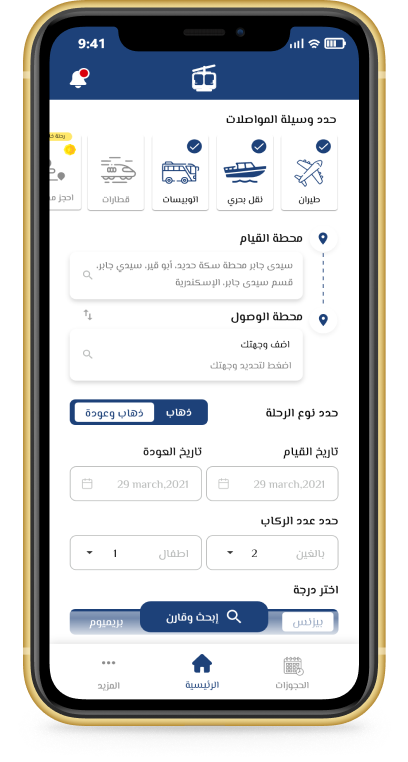 9:41
حدد وسيلة المواصلات
طيران
نقل بحري
اتوبيسات
قطارات
احجز
محطة القيام
سيدى جابر محطة سكة حديد، أبو قير، سيدي جابر،
قسم سيدى جابر، الإسكندرية
محطة الوصول
اضف وجهتك
اضغط لتحديد وجهتك
حدد نوع الرحلة
ذهاب
ذهاب وعودة
تاريخ القيام
تاريخ العودة
29 march,2021
29 march,2021
حدد عدد الركاب
بالغين 2
اطفال 1
اختر درجة
بيزنس
إبحث وقارن
بريميوم
الحجوزات
الرئيسية
المزيد